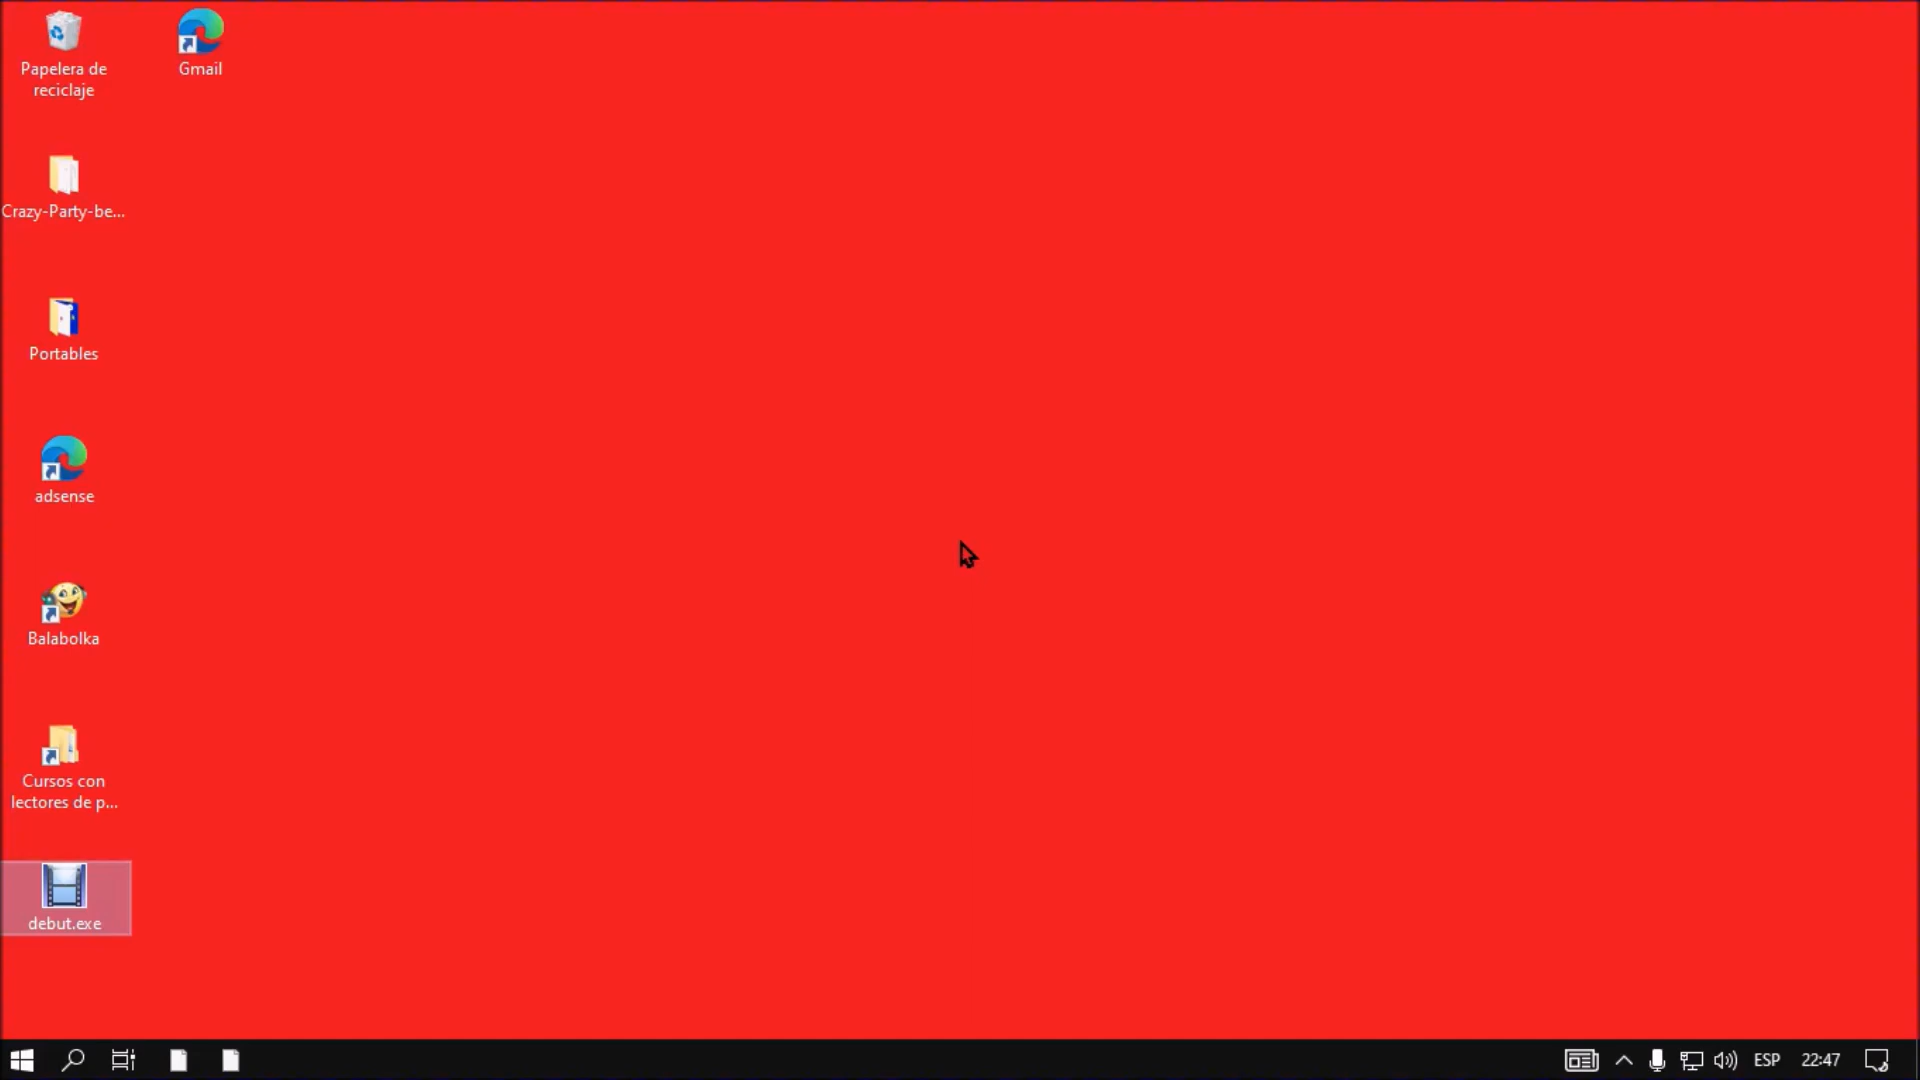 Papelera de
reciclaje
Gmail
Crazy-Party-be...
Portables
adsense
Balabolka
Cursos con
lectores de p...
debut.exe
ESP
22:47